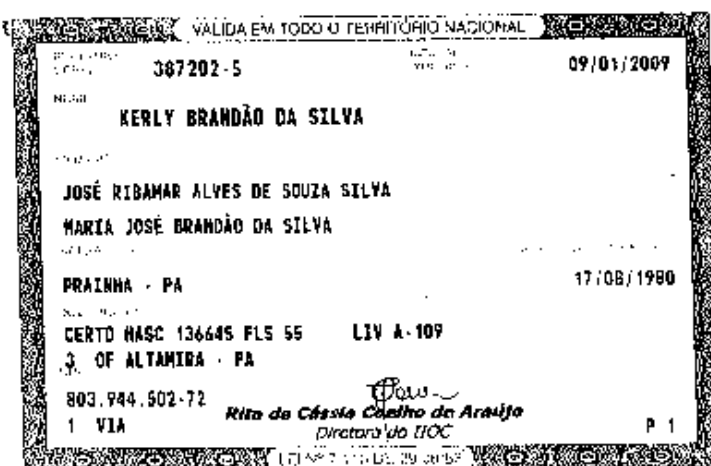 VÁLIDA EM TODO O TERRITÓRIO NACIONAL
387202-5 09/01/2009
KERLY BRANDÃO DA SILVA
JOSÉ RIBAMAR ALVES DE SOUZA SILVA
MARIA JOSÉ BRANDÃO DA SILVA
PRAINHA - PA 17/08/1980
CERTD NASC 136645 FLS 55 LIV A-109
3 OF ALTAMIRA - PA
803.944.502-72
Rita de Cássia Coelho de Araújo
1 VIA Diretora do IIOC P 1